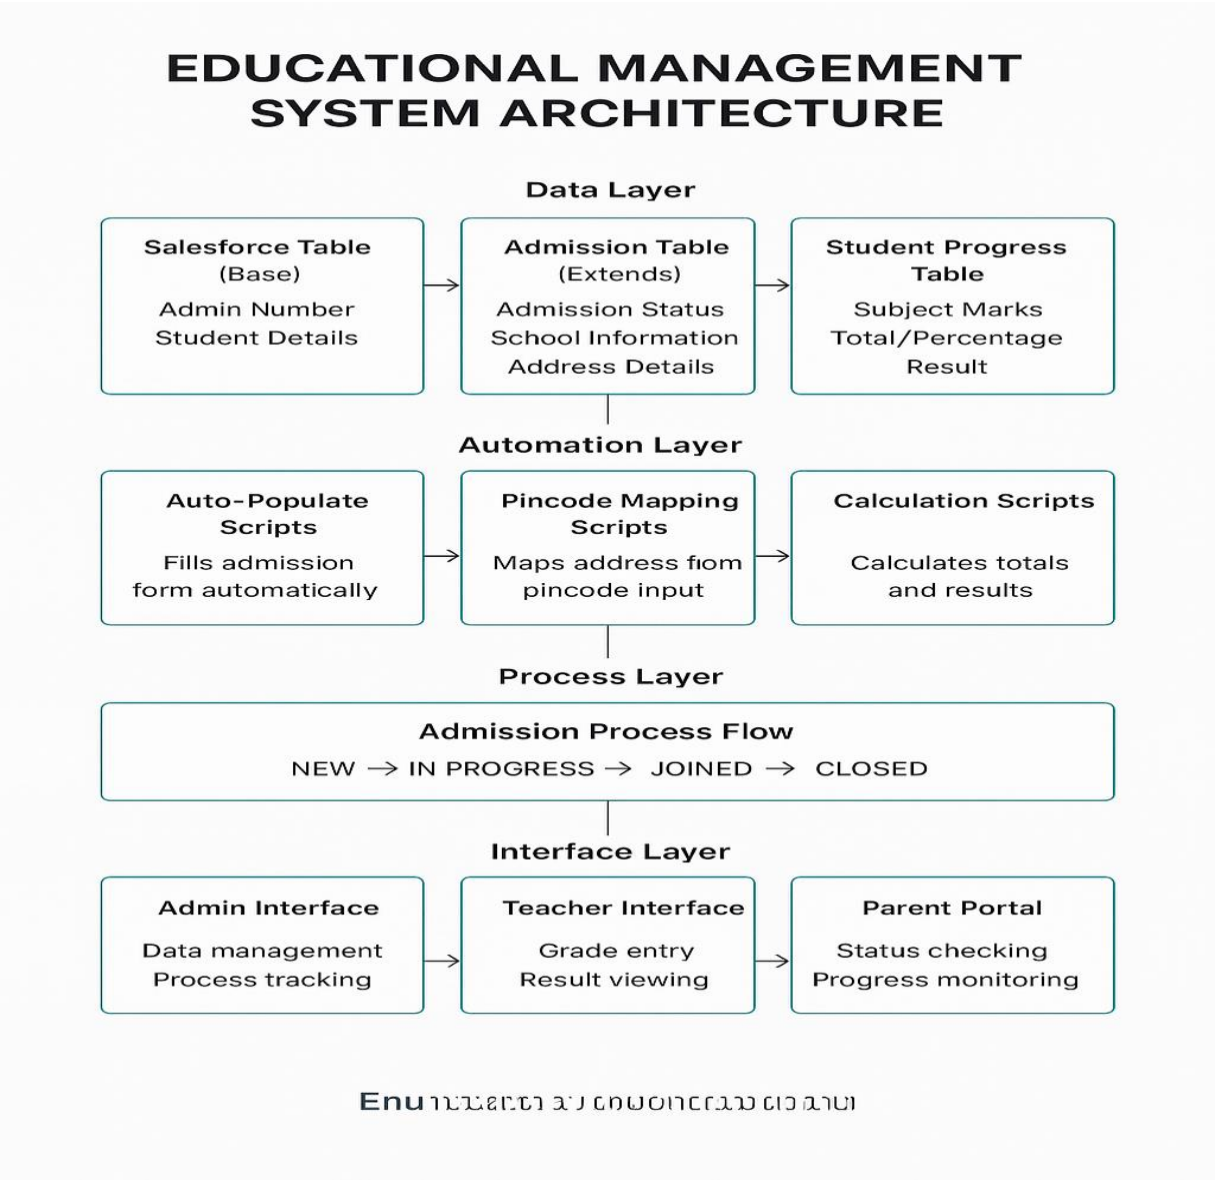 EDUCATIONAL MANAGEMENT
SYSTEM ARCHITECTURE
Data Layer
Salesforce Table
(Base)
Admin Number
Student Details
Admission Table
(Extends)
Admission Status
School Information
Address Details
Student Progress
Table
Subject Marks
Total/Percentage
Result
Automation Layer
Auto-Populate
Scripts
Fills admission
form automatically
Pincode Mapping
Scripts
Maps address from
pincode input
Calculation Scripts
Calculates totals
and results
Process Layer
Admission Process Flow
NEW → IN PROGRESS → JOINED → CLOSED
Interface Layer
Admin Interface
Data management
Process tracking
Teacher Interface
Grade entry
Result viewing
Parent Portal
Status checking
Progress monitoring